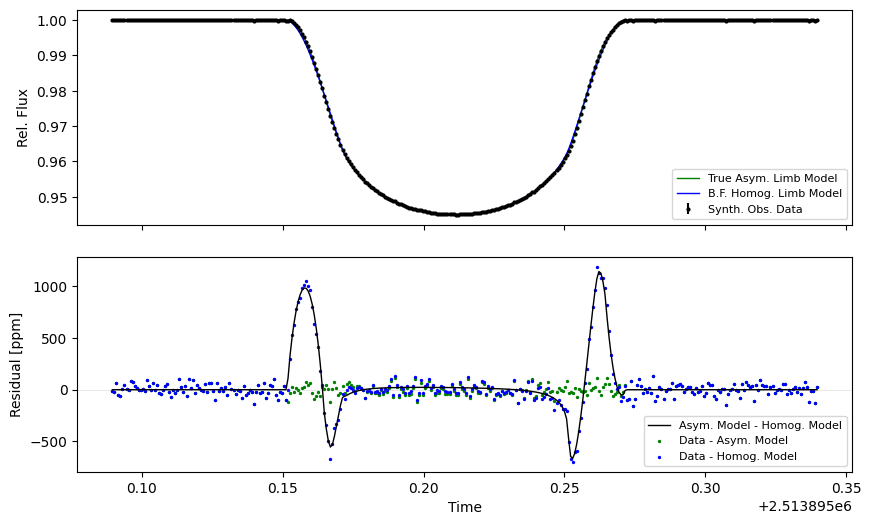 1.00
0.99
0.98
0.97
0.96
0.95
Rel. Flux
True Asym. Limb Model
B.F. Homog. Limb Model
Synth. Obs. Data
1000
500
0
−500
Residual [ppm]
Asym. Model - Homog. Model
Data - Asym. Model
Data - Homog. Model
0.10 0.15 0.20 0.25 0.30 0.35
Time
+2.513895e6